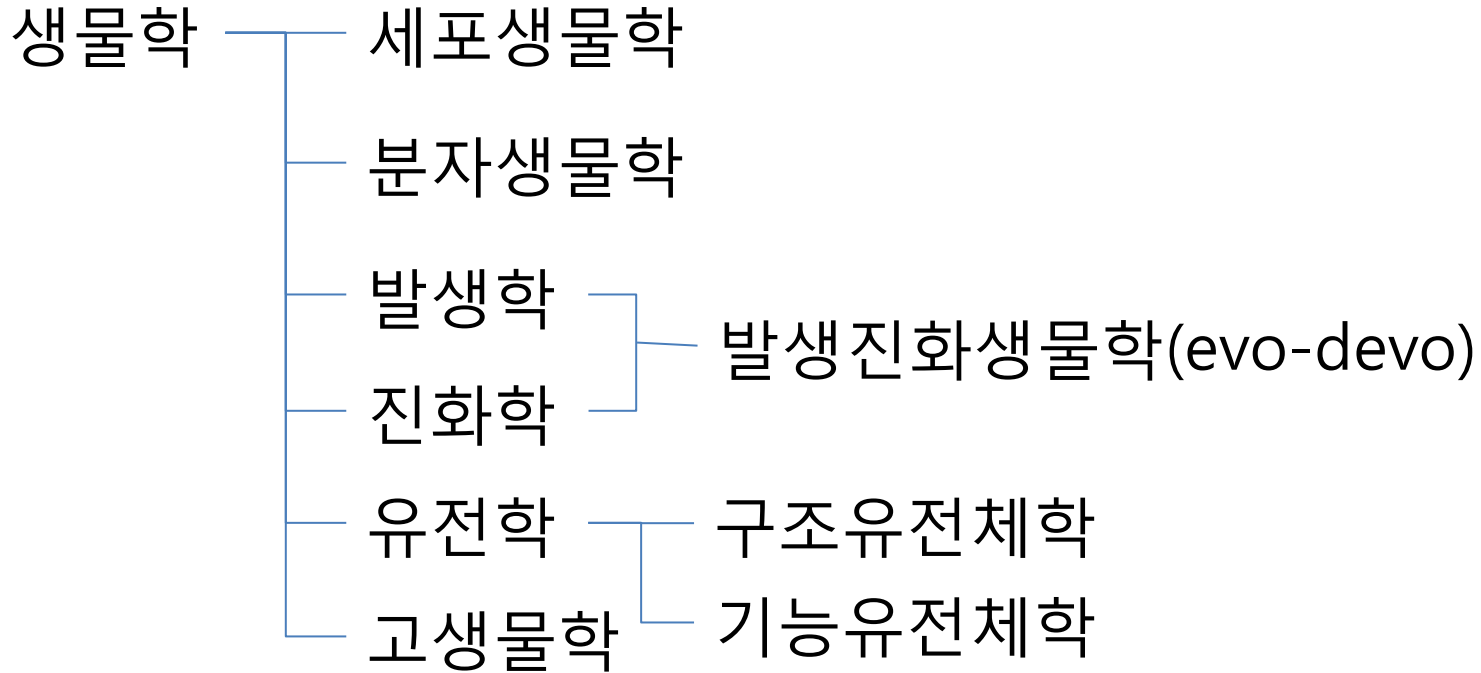 생물학
세포생물학
분자생물학
발생학
진화학
발생진화생물학(evo-devo)
유전학
구조유전체학
기능유전체학
고생물학